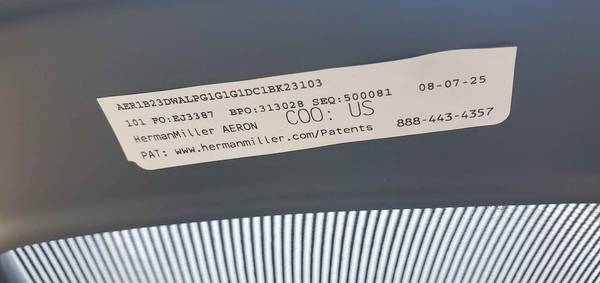 AER1B23DWALPG1G1G1DC1BK23103
101 FO:EJ3387 BPO:313028 SEQ:500081 08-07-25
HermanMiller AERON COO: US
PAT: www.hermanmiller.com/Patents 888-443-4357